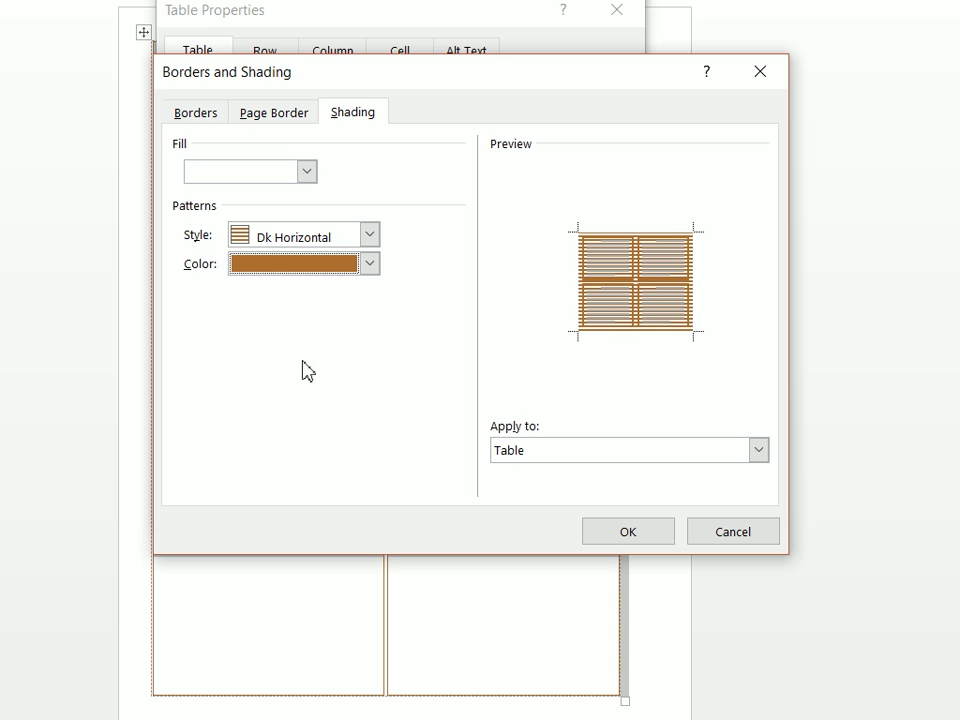 Table Properties
?
Table Row Column Cell Alt Text
Borders and Shading
?
Borders Page Border Shading
Fill
Preview
Patterns
Style: Dk Horizontal
Color:
Apply to:
Table
OK Cancel